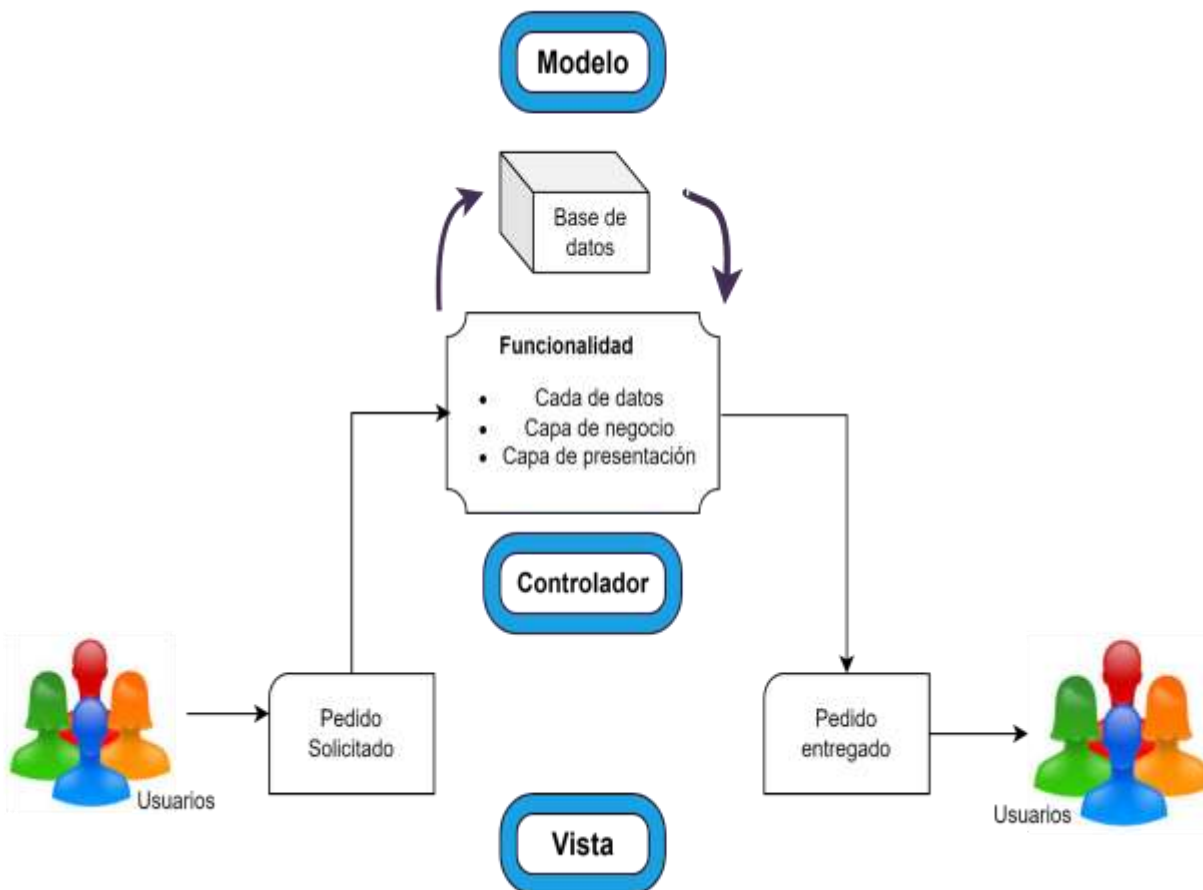 Modelo
Base de
datos
Funcionalidad
• Cada de datos
• Capa de negocio
• Capa de presentación
Controlador
Pedido
Solicitado
Usuarios
Pedido
entregado
Usuarios
Vista